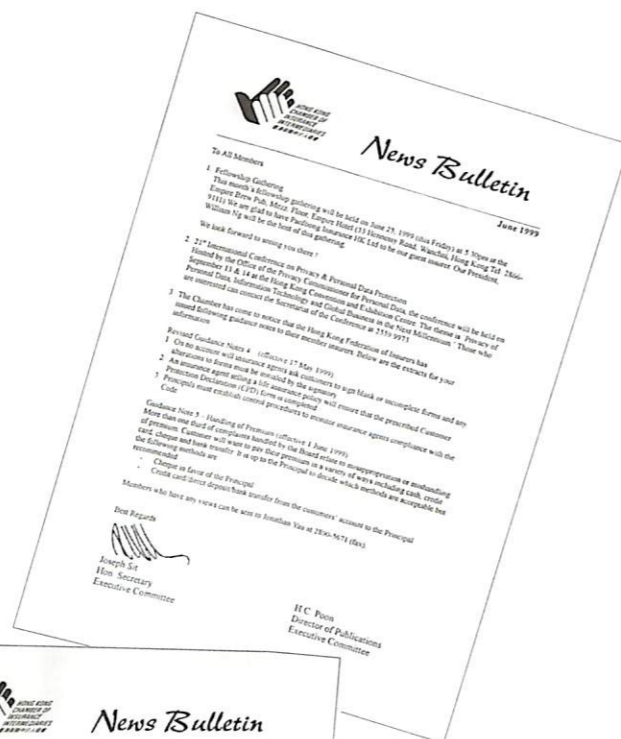 HONG KONG
CHAMBER OF
INSURANCE
INTERMEDIARIES
News Bulletin
June 1999
To All Members
1 Fellowship Gathering
This month's fellowship gathering will be held on June 25, 1999 (this Friday) at 5 30pm at the
Empire Brew Pub, Mezz. Floor, Empire Hotel (33 Hennessy Road, Wanchai, Hong Kong Tel 2866-
9111) We are glad to have Insurance HK Ltd to be our guest insurer. Our President,
William Ng will be the host of this gathering.
We look forward to seeing you there !
2 21st International Conference on Privacy & Personal Data Protection
Hosted by the Office of the Privacy Commissioner for Personal Data, the conference will be held on
September 13 & 14 at the Hong Kong Convention and Exhibition Centre. The theme is "Privacy of
Personal Data, Information Technology and Global Business in the Next Millennium." Those who
are interested can contact the Secretariat of the Conference at 2559 9973
3 The Chamber has come to notice that the Hong Kong Federation of Insurers has
issued following guidance notes to their member insurers. Below are the extracts for your
information
Revised Guidance Notes 4 (effective 17 May 1999)
1 On no account will insurance agents ask customers to sign blank or incomplete forms and any
alterations to forms must be initialed by the signatory
2 An insurance agent selling a life assurance policy will ensure that the prescribed Customer
Protection Declaration (CPD) form is completed
3 Principals must establish control procedures to monitor insurance agents compliance with the
Code
Guidance Note 5 - Handling of Premium (effective 1 June 1999)
More than one third of complaints handled by the Board relate to misappropriation or mishandling
of premium. Customer will want to pay their premium in a variety of ways including cash, credit
card, cheque and bank transfer. It is up to the Principal to decide which methods are acceptable but
the following methods are
recommended
- Cheque in favor of the Principal
- Credit card/direct deposit/bank transfer from the customers' account to the Principal
Members who have any views can be sent to Jonathan Yau at 2890-5671 (fax)
Best Regards
Joseph Sit
Hon. Secretary
Executive Committee
H C Poon
Director of Publications
Executive Committee
HONG KONG
CHAMBER OF
INSURANCE
INTERMEDIARIES
News Bulletin